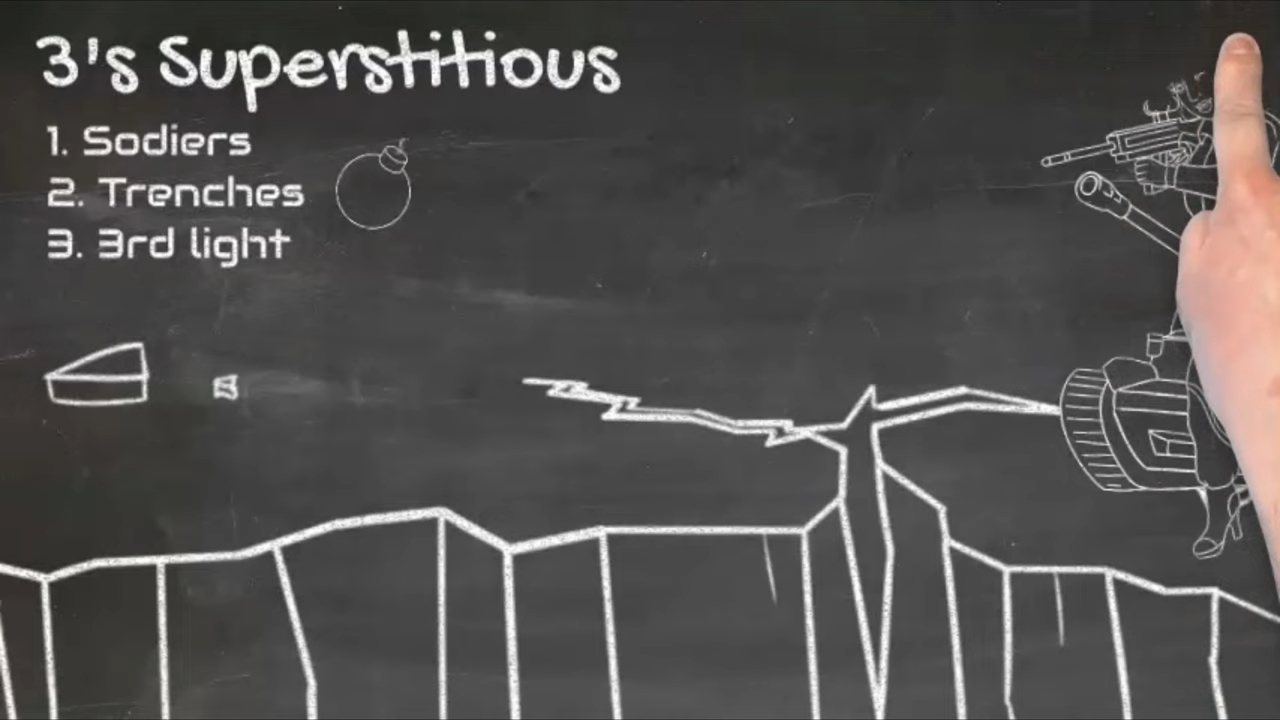 3's Superstitious
1. Sodiers
2. Trenches
3. 3rd light